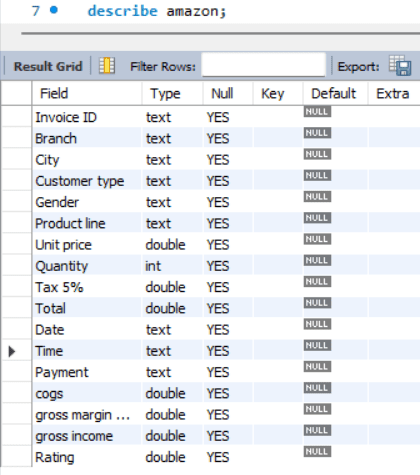 7 describe amazon;
Result Grid Filter Rows: Export:
Field Type Null Key Default Extra
Invoice ID text YES NULL
Branch text YES NULL
City text YES NULL
Customer type text YES NULL
Gender text YES NULL
Product line text YES NULL
Unit price double YES NULL
Quantity int YES NULL
Tax 5% double YES NULL
Total double YES NULL
Date text YES NULL
Time text YES NULL
Payment text YES NULL
cogs double YES NULL
gross margin ... double YES NULL
gross income double YES NULL
Rating double YES NULL